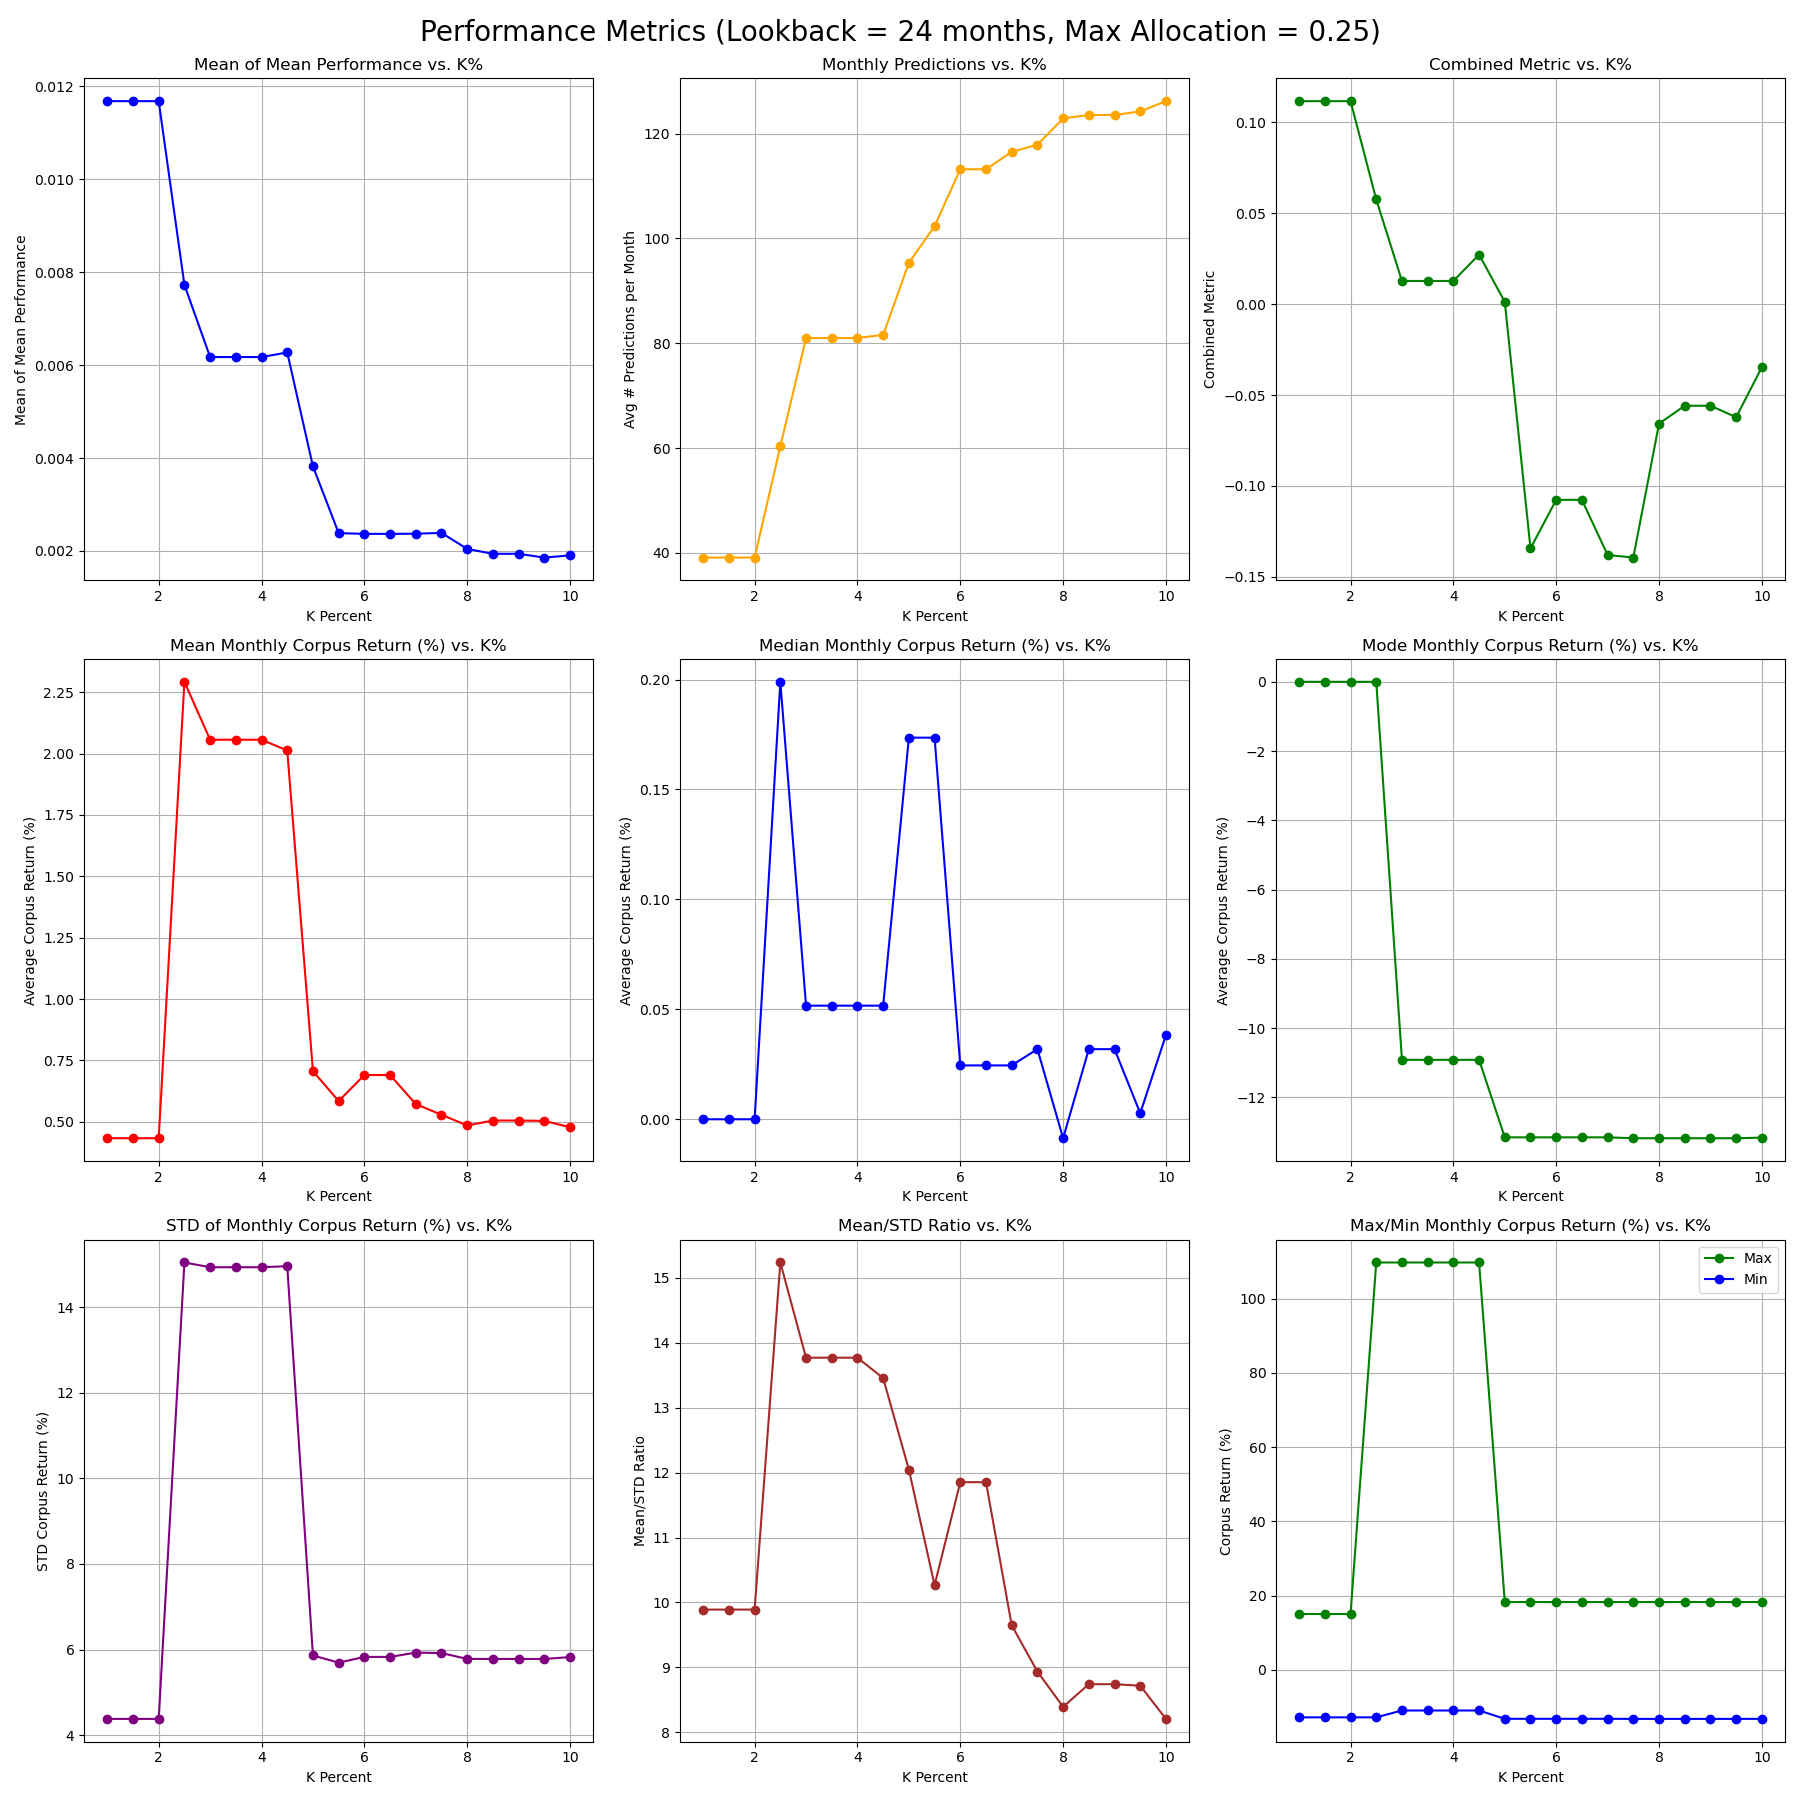 Performance Metrics (Lookback = 24 months, Max Allocation = 0.25)
Mean of Mean Performance vs. K%
Mean of Mean Performance
0.012
0.010
0.008
0.006
0.004
0.002
2 4 6 8 10
K Percent
Monthly Predictions vs. K%
Avg # Predictions per Month
120
100
80
60
40
2 4 6 8 10
K Percent
Combined Metric vs. K%
Combined Metric
0.10
0.05
0.00
−0.05
−0.10
−0.15
2 4 6 8 10
K Percent
Mean Monthly Corpus Return (%) vs. K%
Average Corpus Return (%)
2.25
2.00
1.75
1.50
1.25
1.00
0.75
0.50
2 4 6 8 10
K Percent
Median Monthly Corpus Return (%) vs. K%
Average Corpus Return (%)
0.20
0.15
0.10
0.05
0.00
2 4 6 8 10
K Percent
Mode Monthly Corpus Return (%) vs. K%
Average Corpus Return (%)
0
−2
−4
−6
−8
−10
−12
2 4 6 8 10
K Percent
STD of Monthly Corpus Return (%) vs. K%
STD Corpus Return (%)
14
12
10
8
6
4
2 4 6 8 10
K Percent
Mean/STD Ratio vs. K%
Mean/STD Ratio
15
14
13
12
11
10
9
8
2 4 6 8 10
K Percent
Max/Min Monthly Corpus Return (%) vs. K%
Corpus Return (%)
Max
Min
100
80
60
40
20
0
2 4 6 8 10
K Percent